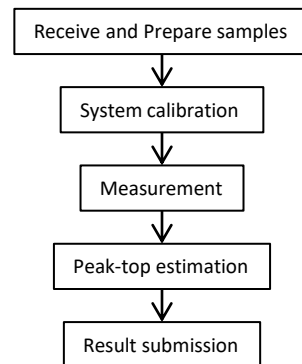 Receive and Prepare samples
System calibration
Measurement
Peak-top estimation
Result submission